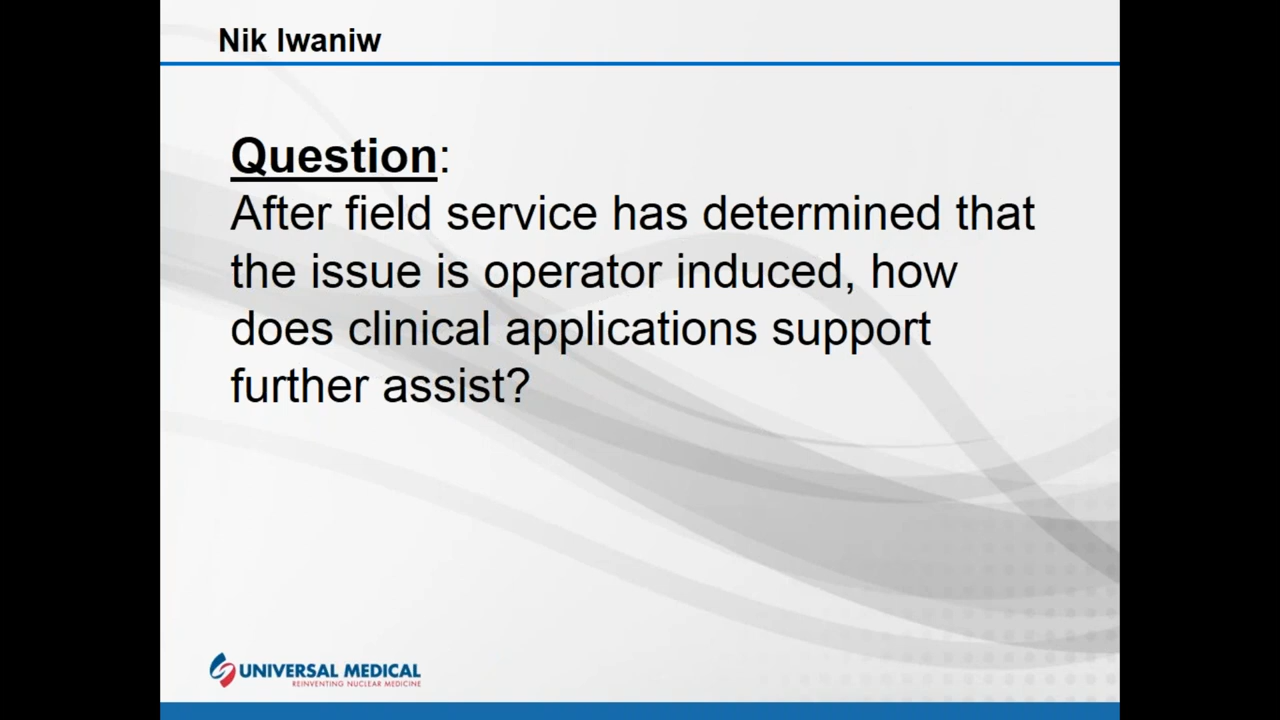 Nik Iwaniw
Question:
After field service has determined that
the issue is operator induced, how
does clinical applications support
further assist?
UNIVERSAL MEDICAL
REINVENTING NUCLEAR MEDICINE